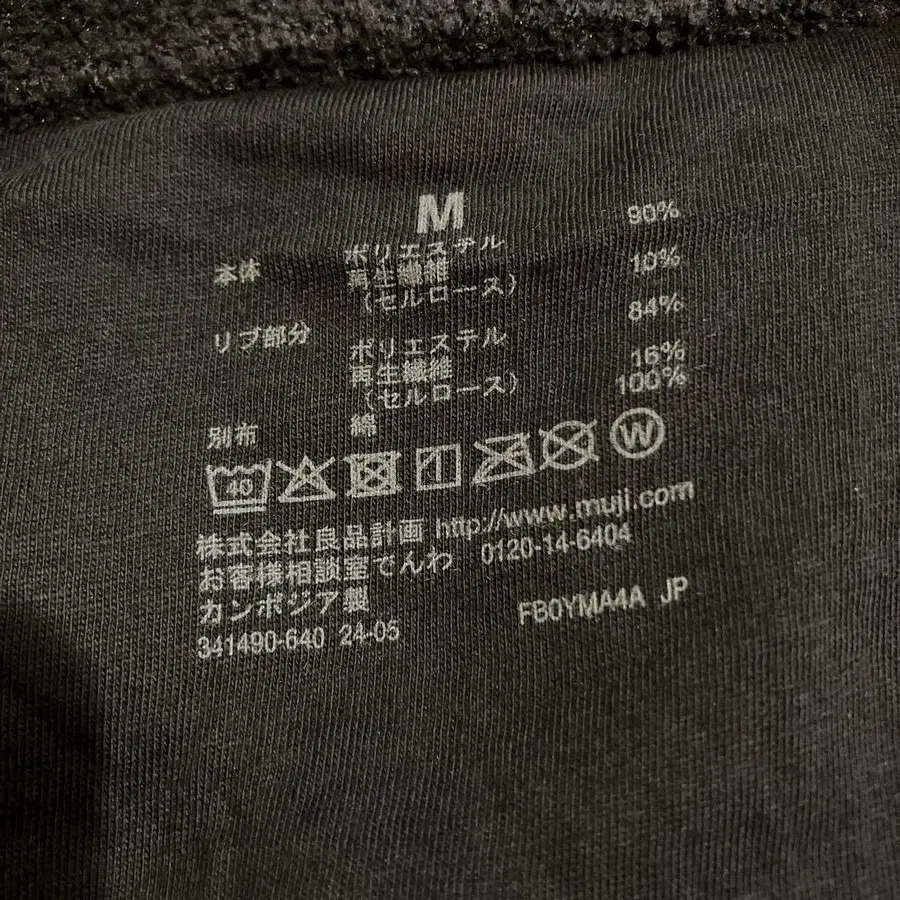 M
本体 ポリエステル 90%
再生繊維
(セルロース) 10%
リブ部分 ポリエステル 84%
再生繊維
(セルロース) 16%
別布 綿 100%
40 W
株式会社良品計画 http://www.muji.com
お客様相談室でんわ 0120-14-6404
カンボジア製
341490-640 24-05 FB0YMA4A JP